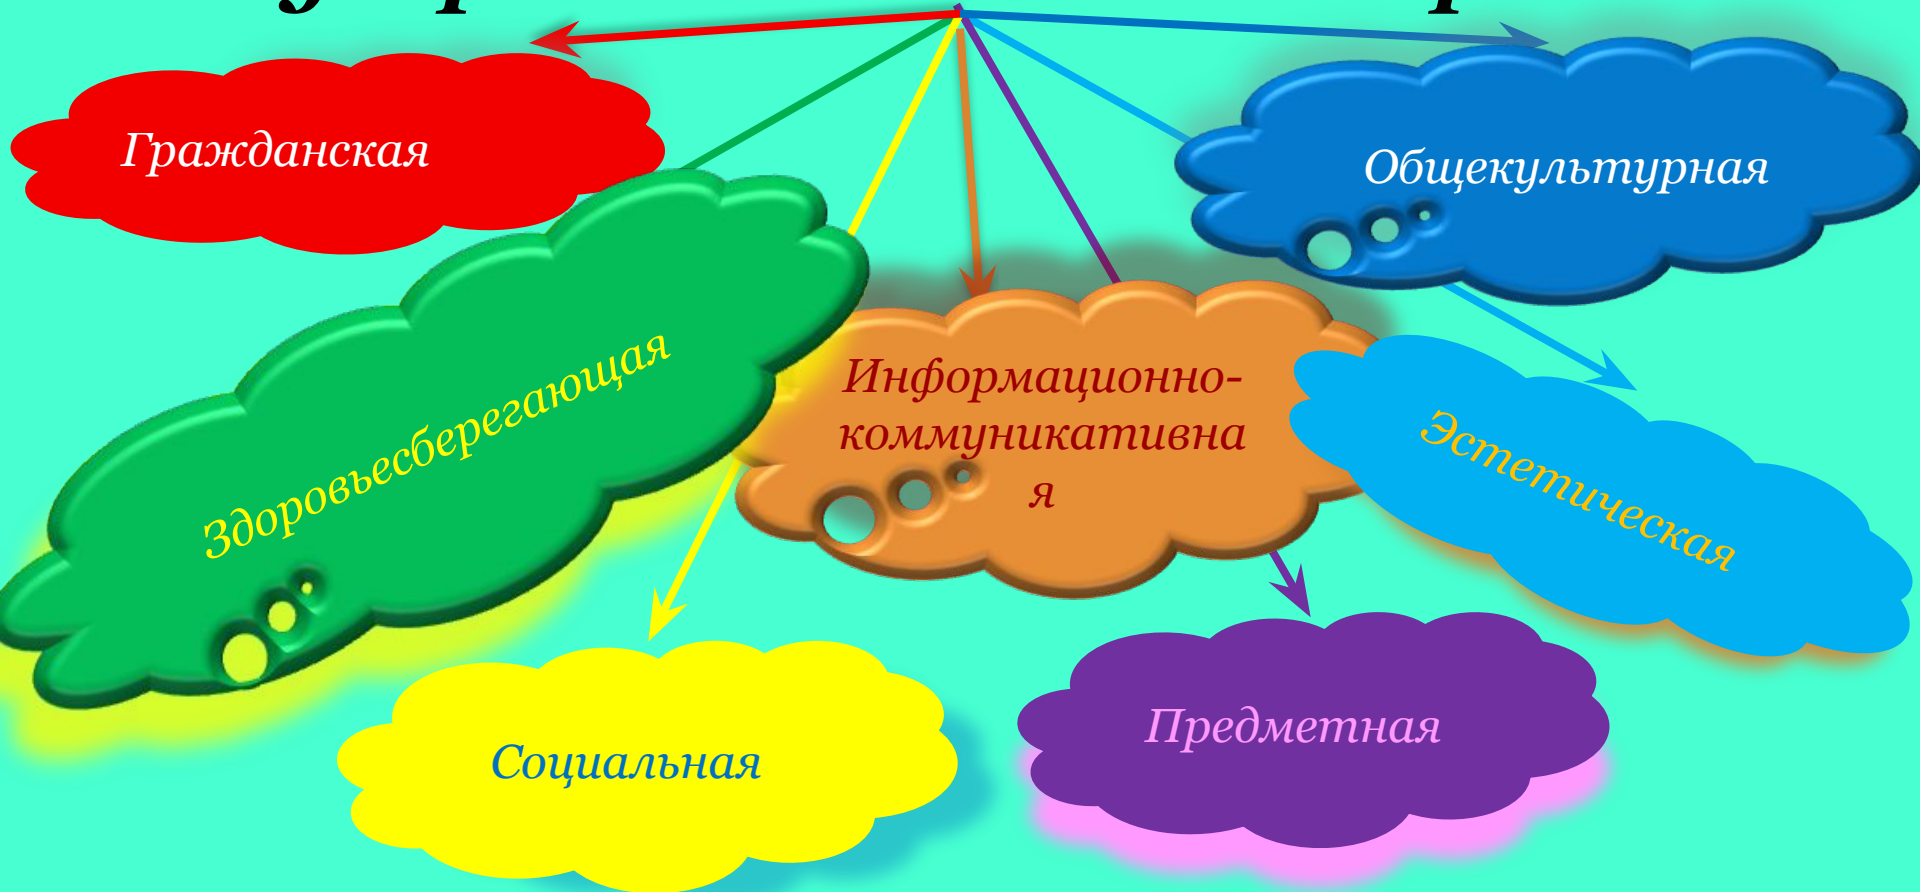 Гражданская
Общекультурная
Здоровьесберегающая
Информационно-
коммуникативна
я
Эстетическая
Социальная
Предметная